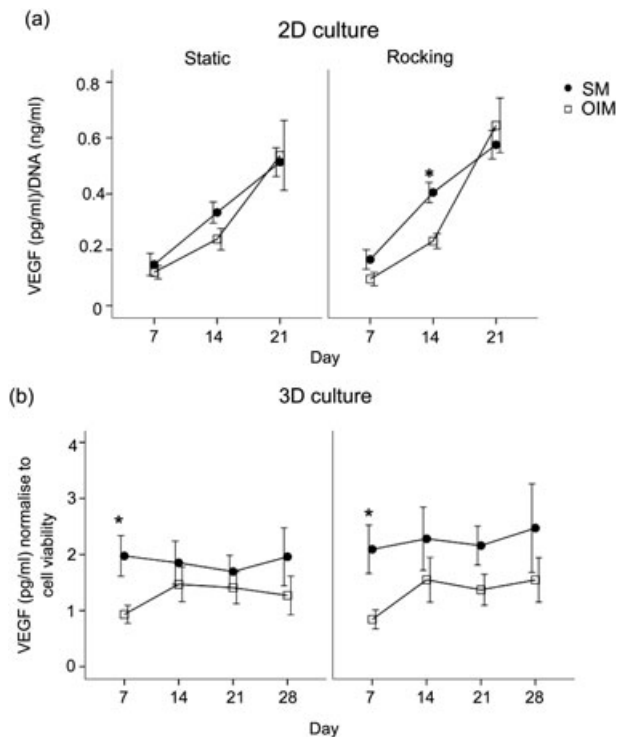 (a)
2D culture
Static
Rocking
SM
OIM
VEGF (pg/ml)/DNA (ng/ml)
0.8
0.6
0.4
0.2
0
*
7 14 21
7 14 21
Day
(b)
3D culture
VEGF (pg/ml) normalise to
cell viability
4
3
2
1
0
*
*
7 14 21 28
7 14 21 28
Day